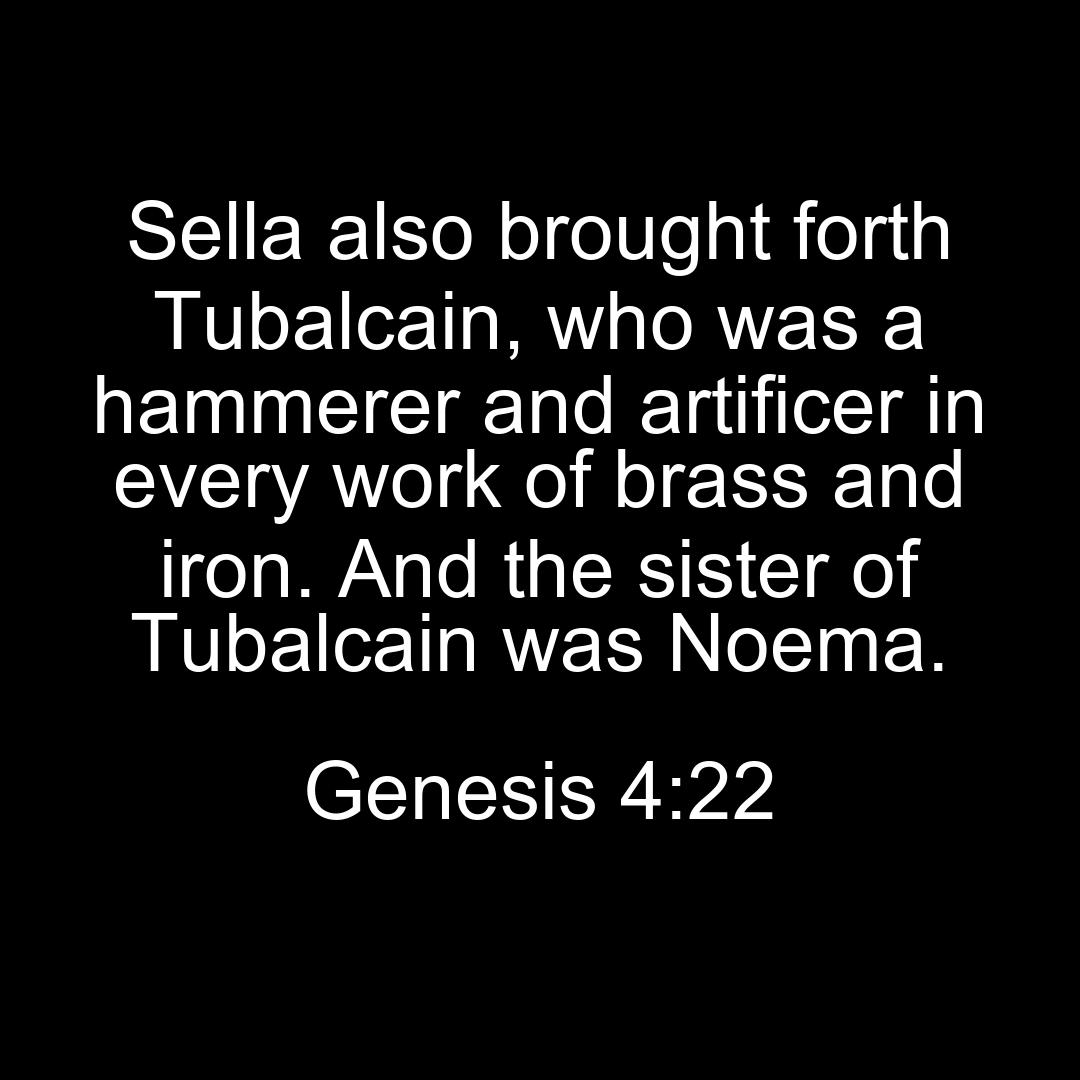 Sella also brought forth
Tubalcain, who was a
hammerer and artificer in
every work of brass and
iron. And the sister of
Tubalcain was Noema.
Genesis 4:22